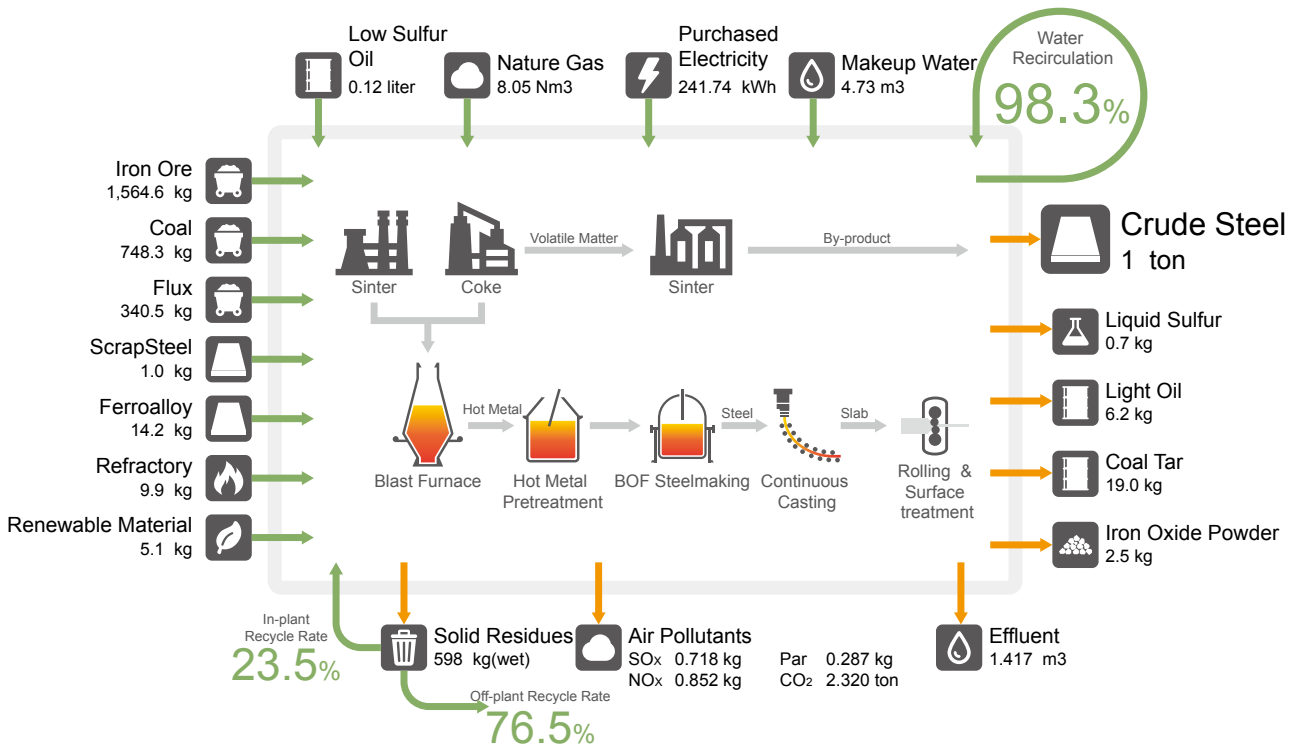 Low Sulfur
Oil
0.12 liter
Nature Gas
8.05 Nm3
Purchased
Electricity
241.74 kWh
Makeup Water
4.73 m3
Water
Recirculation
98.3%
Iron Ore
1,564.6 kg
Coal
748.3 kg
Flux
340.5 kg
ScrapSteel
1.0 kg
Ferroalloy
14.2 kg
Refractory
9.9 kg
Renewable Material
5.1 kg
Sinter
Coke
Volatile Matter
Sinter
By-product
Blast Furnace
Hot Metal
Hot Metal
Pretreatment
BOF Steelmaking
Steel
Continuous
Casting
Slab
Rolling &
Surface
treatment
Crude Steel
1 ton
Liquid Sulfur
0.7 kg
Light Oil
6.2 kg
Coal Tar
19.0 kg
Iron Oxide Powder
2.5 kg
In-plant
Recycle Rate
23.5%
Solid Residues
598 kg(wet)
Off-plant Recycle Rate
76.5%
Air Pollutants
SOx 0.718 kg Par 0.287 kg
NOx 0.852 kg CO2 2.320 ton
Effluent
1.417 m3